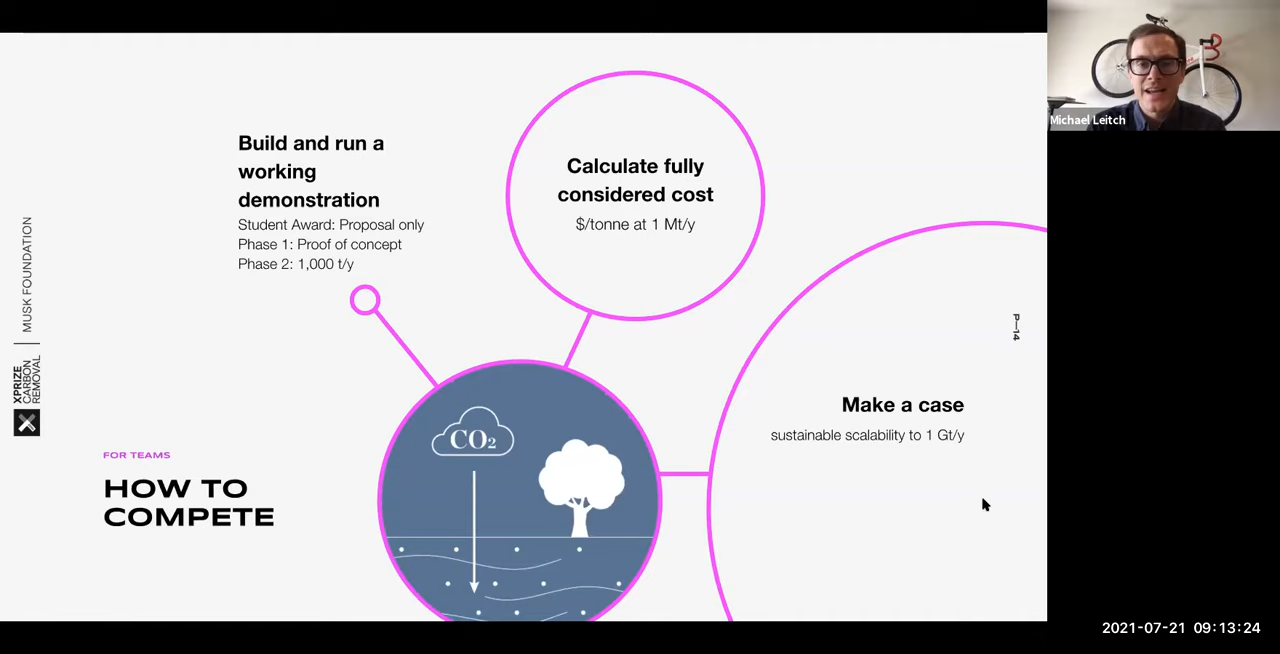 Build and run a
working
demonstration
Student Award: Proposal only
Phase 1: Proof of concept
Phase 2: 1,000 t/y
Calculate fully
considered cost
$/tonne at 1 Mt/y
Make a case
sustainable scalability to 1 Gt/y
CO₂
FOR TEAMS
HOW TO
COMPETE
XPRIZE
CARBON
REMOVAL
MUSK FOUNDATION
P—14
Michael Leitch
2021-07-21 09:13:24